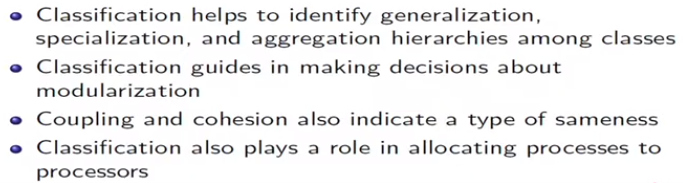 Classification helps to identify generalization,
specialization, and aggregation hierarchies among classes
Classification guides in making decisions about
modularization
Coupling and cohesion also indicate a type of sameness
Classification also plays a role in allocating processes to
processors